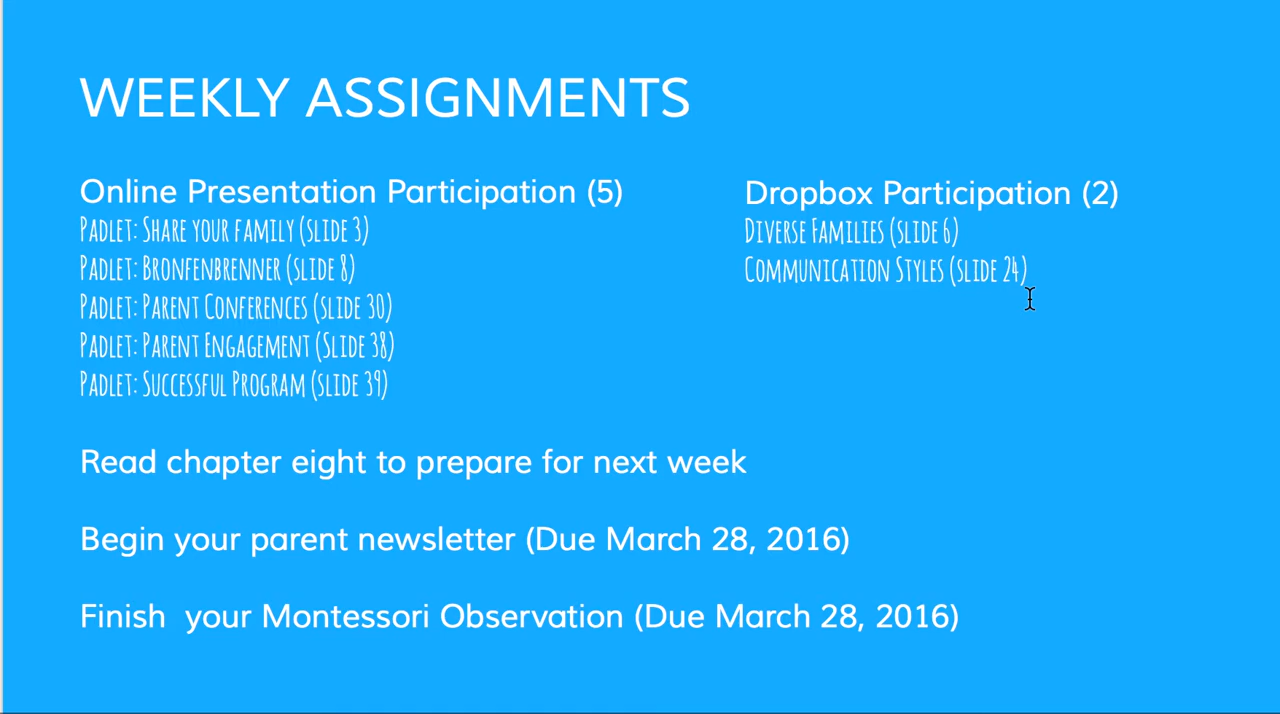 WEEKLY ASSIGNMENTS
Online Presentation Participation (5)
Padlet: Share your family (slide 3)
Padlet: Bronfenbrenner (slide 8)
Padlet: Parent Conferences (slide 30)
Padlet: Parent Engagement (Slide 38)
Padlet: Successful Program (slide 39)
Dropbox Participation (2)
Diverse Families (slide 6)
Communication Styles (slide 24)
Read chapter eight to prepare for next week
Begin your parent newsletter (Due March 28, 2016)
Finish  your Montessori Observation (Due March 28, 2016)